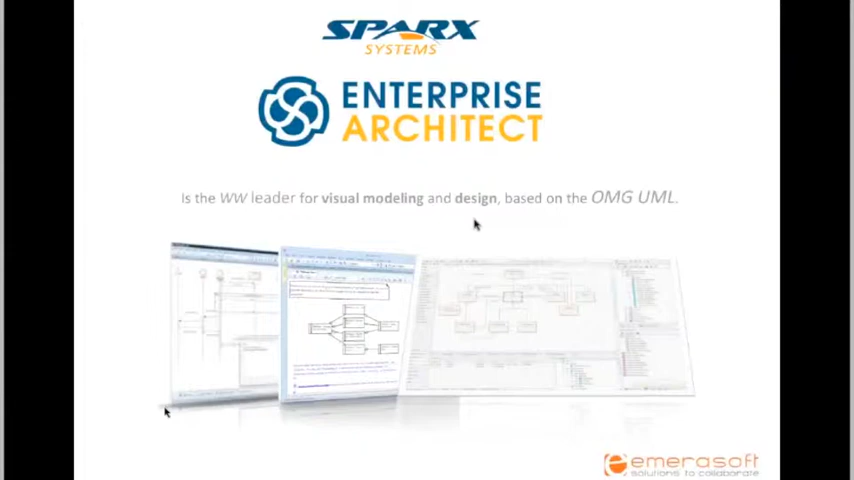 SPARX
SYSTEMS
ENTERPRISE
ARCHITECT
Is the WW leader for visual modeling and design, based on the OMG UML.
emerasoft
solutions to collaborate